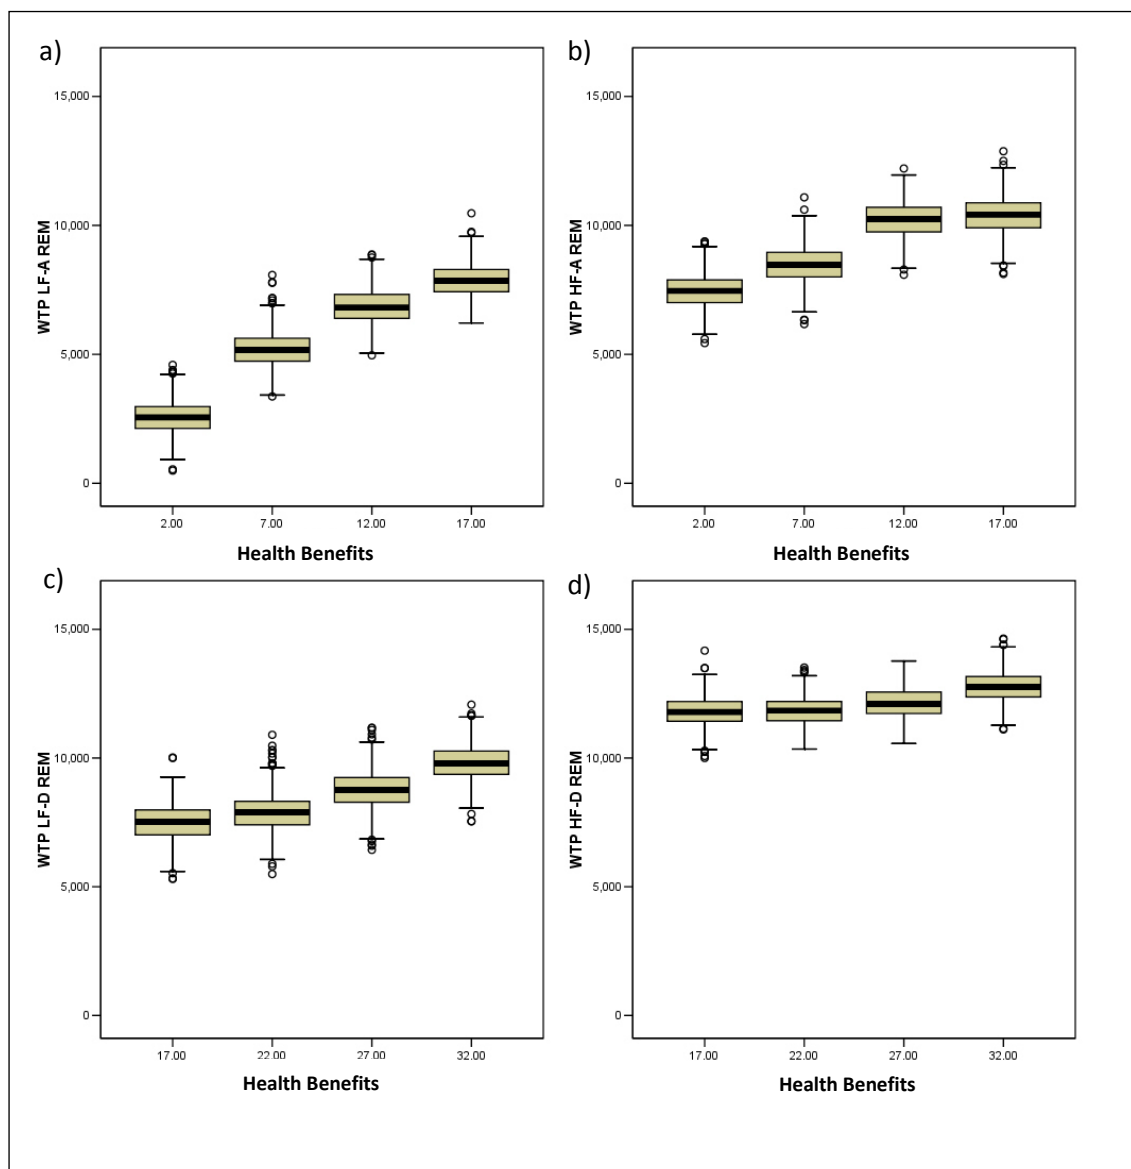 a)
15,000
10,000
5,000
0
WTP LF-A REM
2.00 7.00 12.00 17.00
Health Benefits
b)
15,000
10,000
5,000
0
WTP HF-A REM
2.00 7.00 12.00 17.00
Health Benefits
c)
15,000
10,000
5,000
0
WTP LF-D REM
17.00 22.00 27.00 32.00
Health Benefits
d)
15,000
10,000
5,000
0
WTP HF-D REM
17.00 22.00 27.00 32.00
Health Benefits